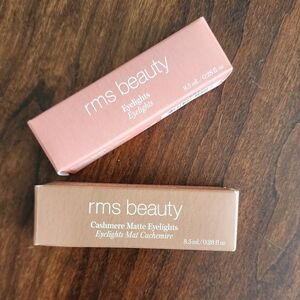 rms beauty
Eyelights
Eyelights
8.5 mL / 0.28 fl oz
rms beauty
Cashmere Matte Eyelights
Eyelights Mat Cachemire
8.5 mL / 0.28 fl oz